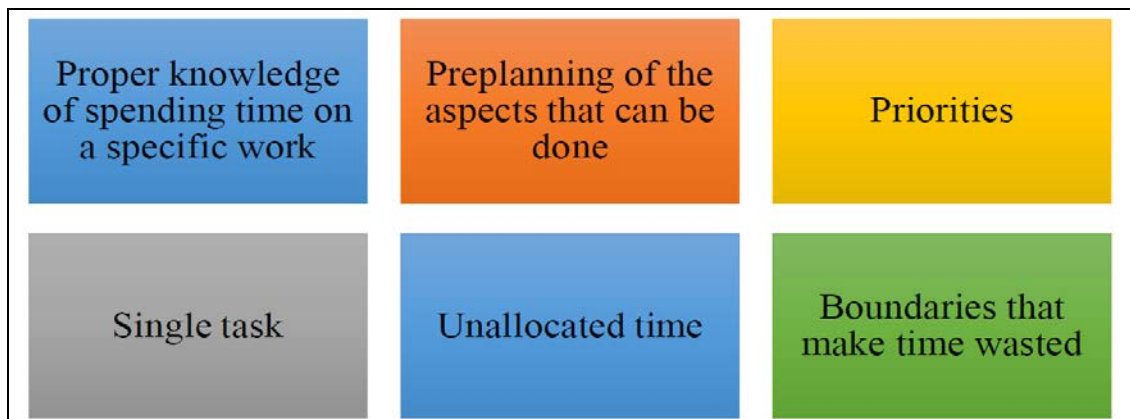 Proper knowledge
of spending time on
a specific work
Preplanning of the
aspects that can be
done
Priorities
Single task
Unallocated time
Boundaries that
make time wasted